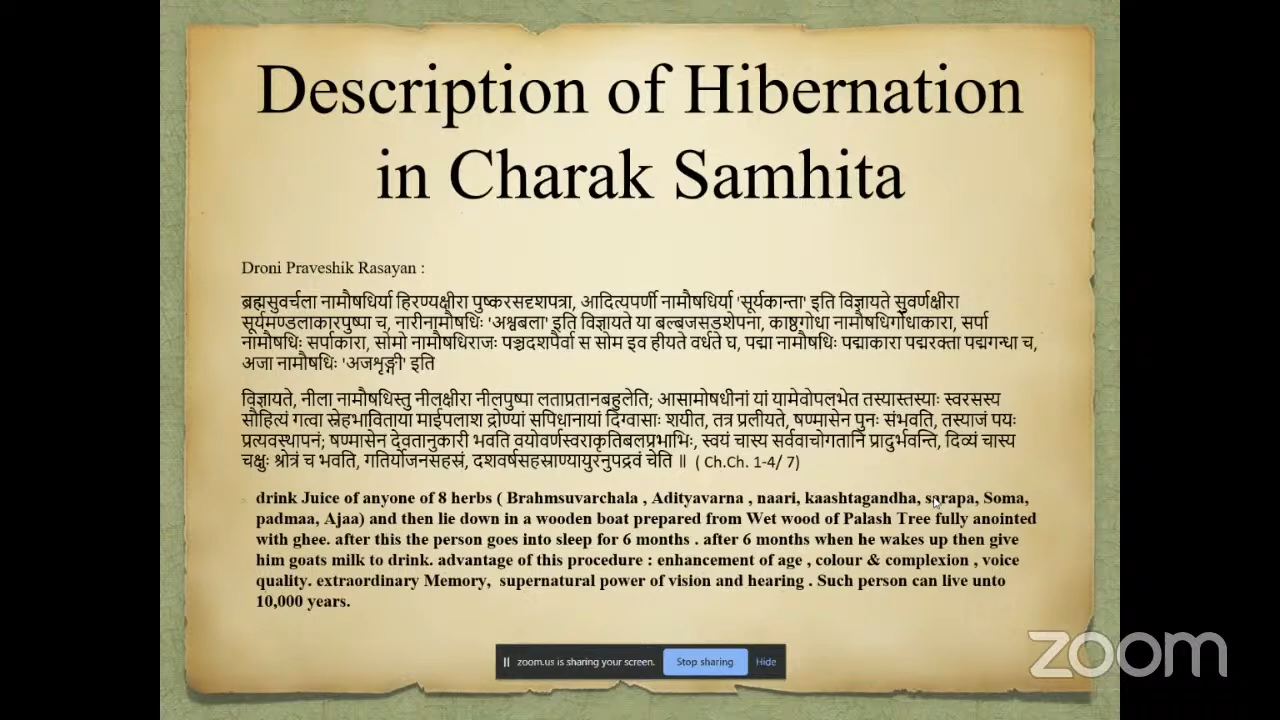 Description of Hibernation
in Charak Samhita
Droni Praveshik Rasayan :
ब्रह्मसुवर्चला नामौषधिर्या हिरण्यक्षीरा पुष्करसदृशपत्रा, आदित्यपर्णी नामौषधिर्या 'सूर्यकान्ता' इति विज्ञायते सुवर्णक्षीरा
सूर्यमण्डलाकारपुष्पा च, नारीनामौषधिः 'अश्वबला' इति विज्ञायते या बल्बजसडशेपना, काष्ठगोधा नामौषधिर्गोधाकारा, सर्पा
नामौषधिः सर्पाकारा, सोमो नामौषधिराजः पञ्चदशपैर्वा स सोम इव हीयते वर्धते घ, पद्मा नामौषधिः पद्माकारा पद्मरक्ता पद्मगन्धा च,
अजा नामौषधिः 'अजशृङ्गी' इति
विज्ञायते, नीला नामौषधिस्तु नीलक्षीरा नीलपुष्पा लताप्रतानबहुलेति; आसामोषधीनां यां यामेवोपलभेत तस्यास्तस्याः स्वरसस्य
सौहित्यं गत्वा स्नेहभाविताया माईपलाश द्रोण्यां सपिधानायां दिग्वासाः शयीत, तत्र प्रलीयते, षण्मासेन पुनः संभवति, तस्याजं पयः
प्रत्यवस्थापनं; षण्मासेन देवतानुकारी भवति वयोवर्णस्वराकृतिबलप्रभाभिः, स्वयं चास्य सर्ववाचोगतानि प्रादुर्भवन्ति, दिव्यं चास्य
चक्षुः श्रोत्रं च भवति, गतिर्योजनसहस्रं, दशवर्षसहस्राण्यायुरनुपद्रवं चेति ॥ ( Ch.Ch. 1-4/ 7)
drink Juice of anyone of 8 herbs ( Brahmsuvarchala , Adityavarna , naari, kaashtagandha, sarapa, Soma,
padmaa, Ajaa) and then lie down in a wooden boat prepared from Wet wood of Palash Tree fully anointed
with ghee. after this the person goes into sleep for 6 months . after 6 months when he wakes up then give
him goats milk to drink. advantage of this procedure : enhancement of age , colour & complexion , voice
quality. extraordinary Memory, supernatural power of vision and hearing . Such person can live unto
10,000 years.
zoom.us is sharing your screen. Stop sharing Hide
zoom